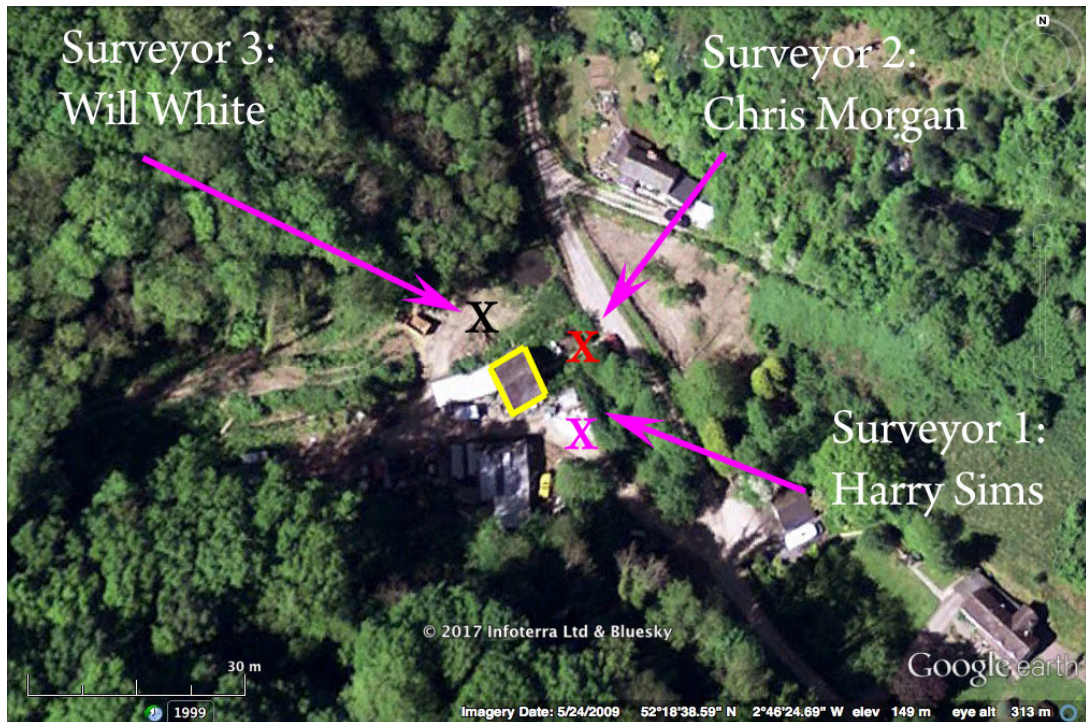 Surveyor 3:
Will White
Surveyor 2:
Chris Morgan
N
X
X
X
Surveyor 1:
Harry Sims
© 2017 Infoterra Ltd & Bluesky
30 m
Google earth
1999
Imagery Date: 5/24/2009 52°18'38.59" N 2°46'24.69" W elev 149 m eye alt 313 m